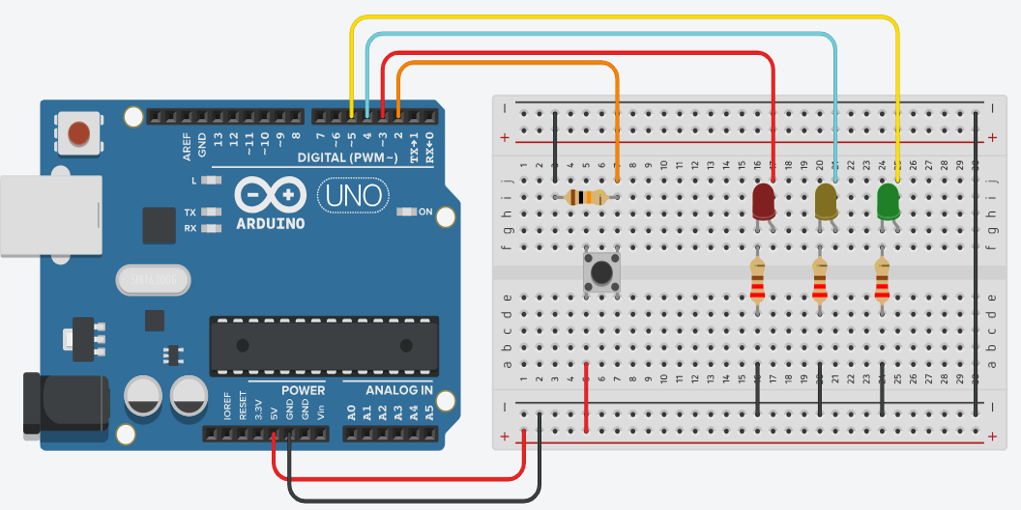 AREF
GND
13
12
~11
~10
~9
8
7
~6
~5
4
~3
2
TX→1
RX←0
DIGITAL (PWM~)
L
TX
RX
UNO
ARDUINO
ON
POWER
ANALOG IN
IOREF
RESET
3.3V
5V
GND
GND
Vin
A0
A1
A2
A3
A4
A5
− −
+ +
1 2 3 4 5 6 7 8 9 10 11 12 13 14 15 16 17 18 19 20 21 22 23 24 25 26 27 28 29 30
j j
i i
h h
g g
f f
e e
d d
c c
b b
a a
1 2 3 4 5 6 7 8 9 10 11 12 13 14 15 16 17 18 19 20 21 22 23 24 25 26 27 28 29 30
− −
+ +